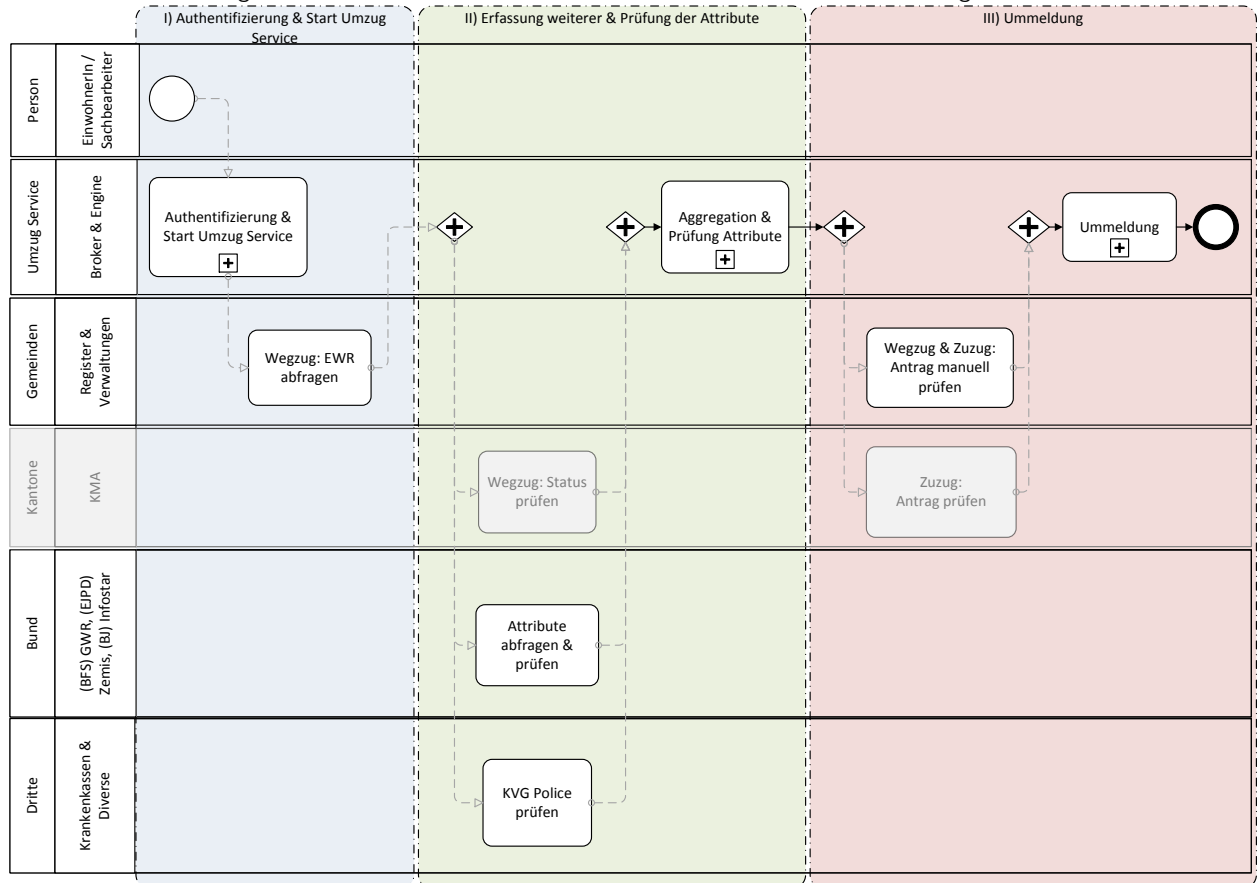 I) Authentifizierung & Start Umzug
Service
II) Erfassung weiterer & Prüfung der Attribute
III) Ummeldung
Person
EinwohnerIn /
Sachbearbeiter
Umzug Service
Broker & Engine
Authentifizierung &
Start Umzug Service
Aggregation &
Prüfung Attribute
Ummeldung
Gemeinden
Register &
Verwaltungen
Wegzug: EWR
abfragen
Wegzug & Zuzug:
Antrag manuell
prüfen
Kantone
KMA
Wegzug: Status
prüfen
Zuzug:
Antrag prüfen
Bund
(BFS) GWR, (EJPD)
Zemis, (BJ) Infostar
Attribute
abfragen &
prüfen
Dritte
Krankenkassen &
Diverse
KVG Police
prüfen